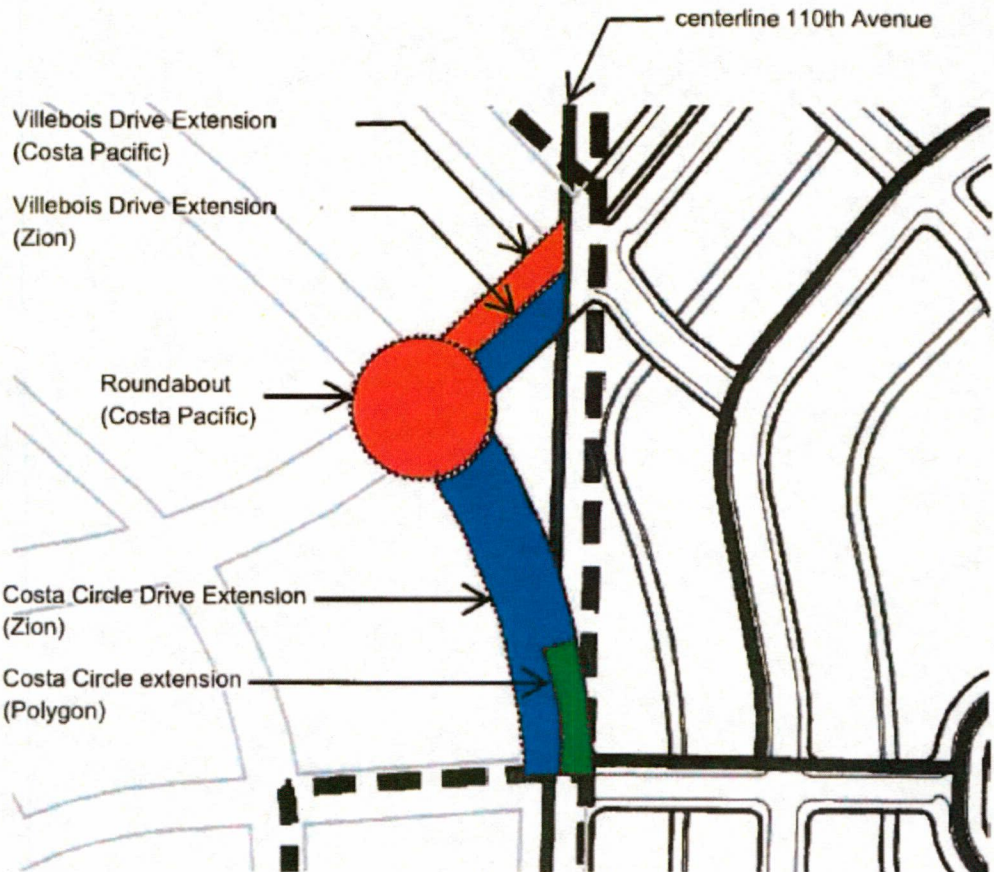 centerline 110th Avenue
Villebois Drive Extension
(Costa Pacific)
Villebois Drive Extension
(Zion)
Roundabout
(Costa Pacific)
Costa Circle Drive Extension
(Zion)
Costa Circle extension
(Polygon)